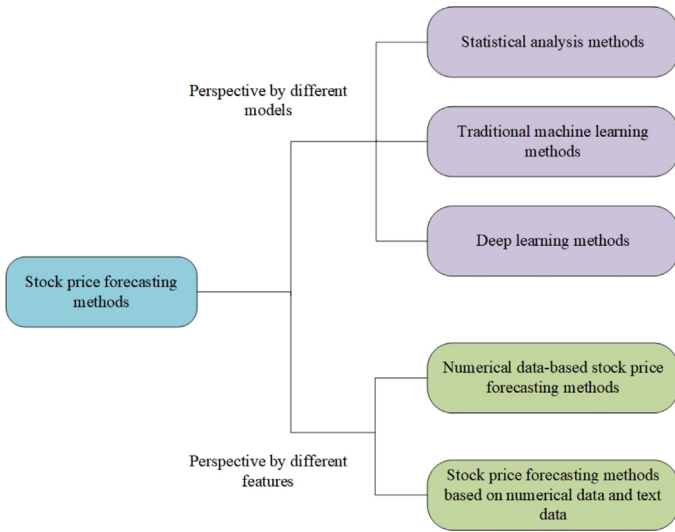 Statistical analysis methods
Perspective by different
models
Traditional machine learning
methods
Deep learning methods
Stock price forecasting
methods
Numerical data-based stock price
forecasting methods
Perspective by different
features
Stock price forecasting methods
based on numerical data and text
data